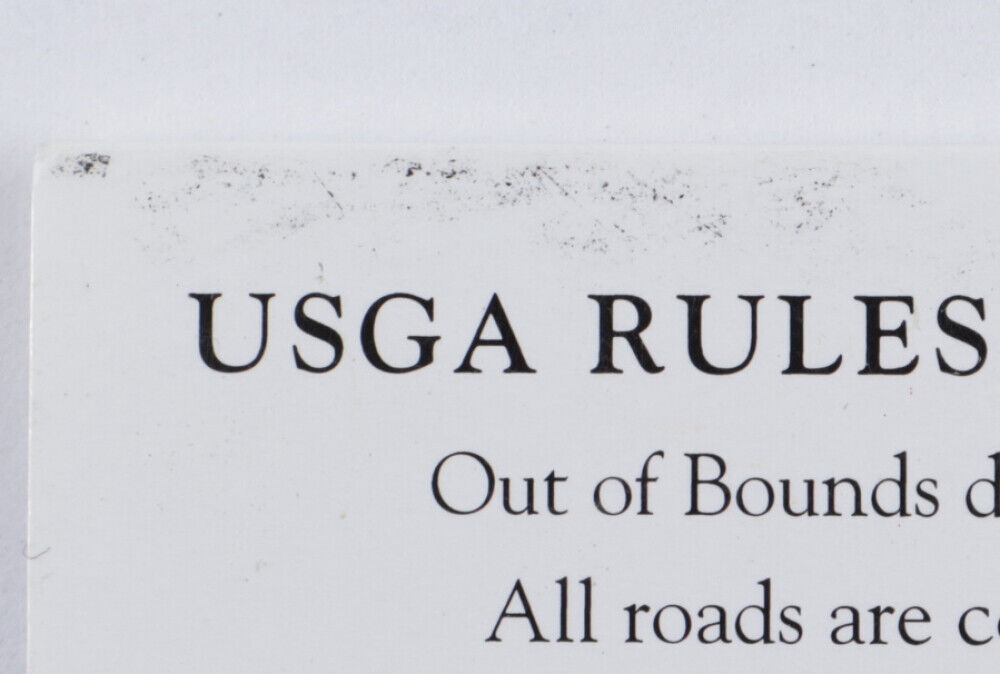 USGA RULES
Out of Bounds d
All roads are c